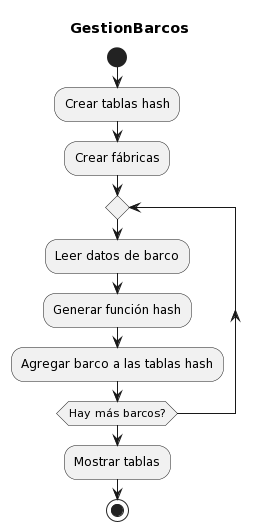 GestionBarcos
Crear tablas hash
Crear fábricas
Leer datos de barco
Generar función hash
Agregar barco a las tablas hash
Hay más barcos?
Mostrar tablas